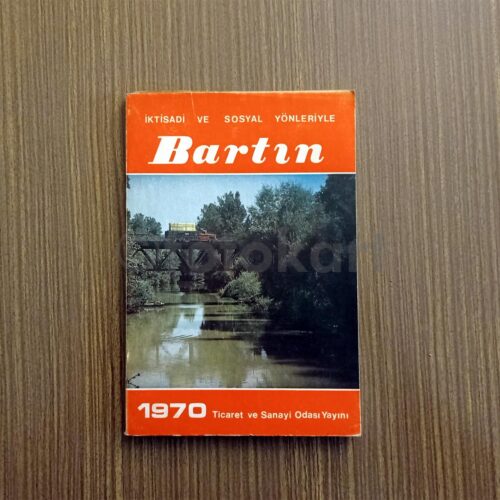 İKTİSADİ VE SOSYAL YÖNLERİYLE
Bartın
1970 Ticaret ve Sanayi Odası Yayını